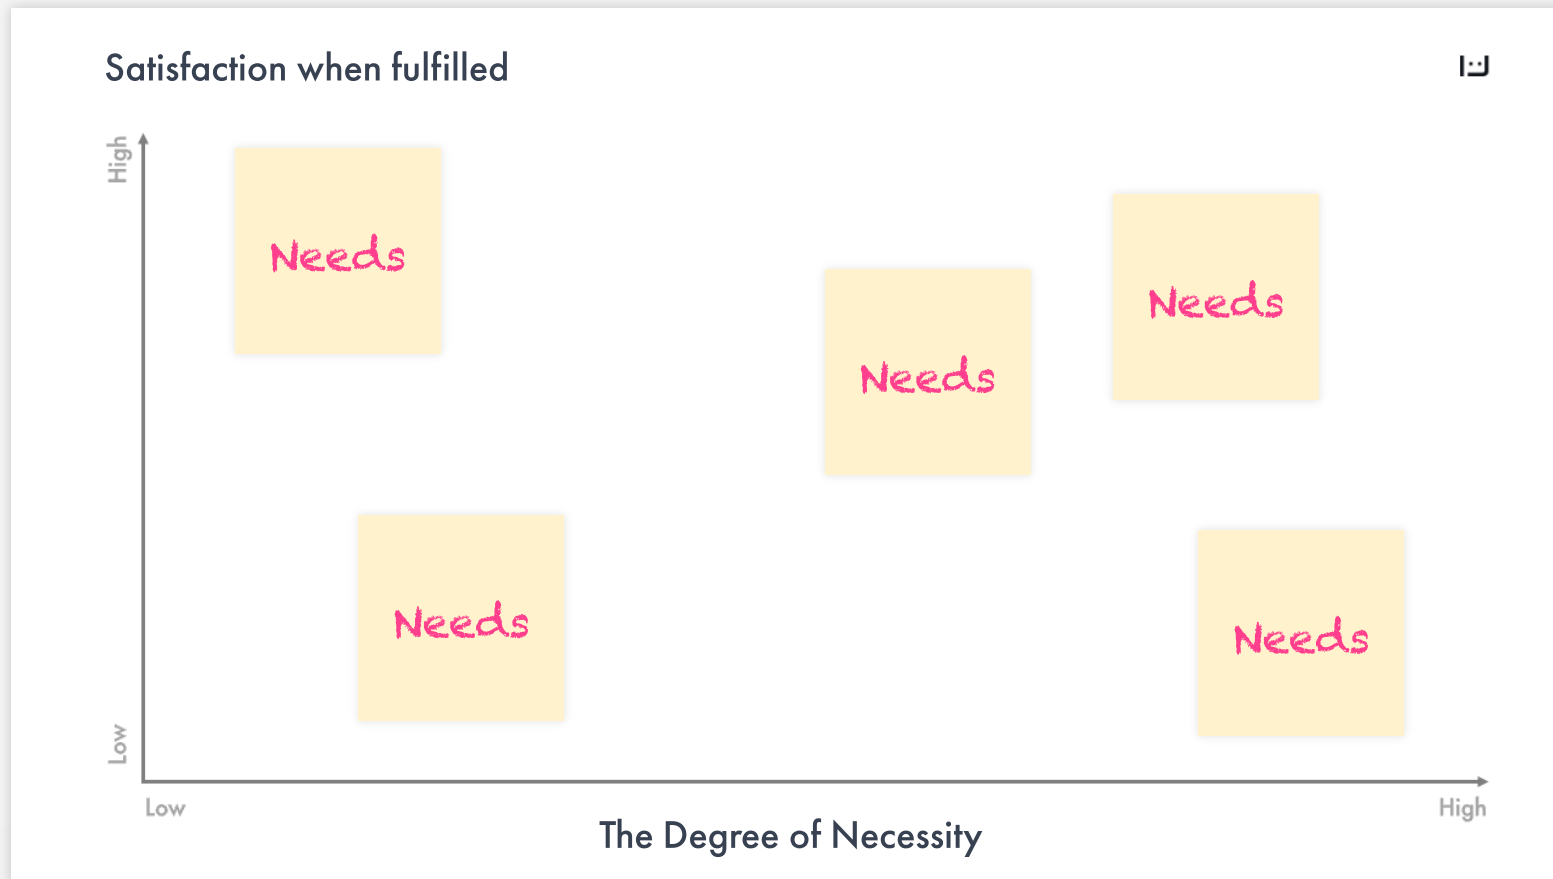 Satisfaction when fulfilled
High
Needs
Needs
Needs
Needs
Needs
Low
Low
High
The Degree of Necessity